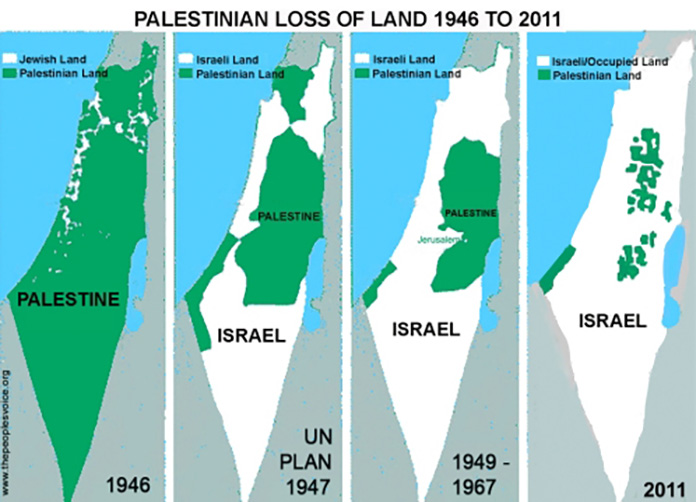 PALESTINIAN LOSS OF LAND 1946 TO 2011
Jewish Land
Palestinian Land
PALESTINE
www.thepeoplesvoice.org
1946
Israeli Land
Palestinian Land
PALESTINE
ISRAEL
UN
PLAN
1947
Israeli Land
Palestinian Land
PALESTINE
Jerusalem
ISRAEL
1949 -
1967
Israeli/Occupied Land
Palestinian Land
ISRAEL
2011